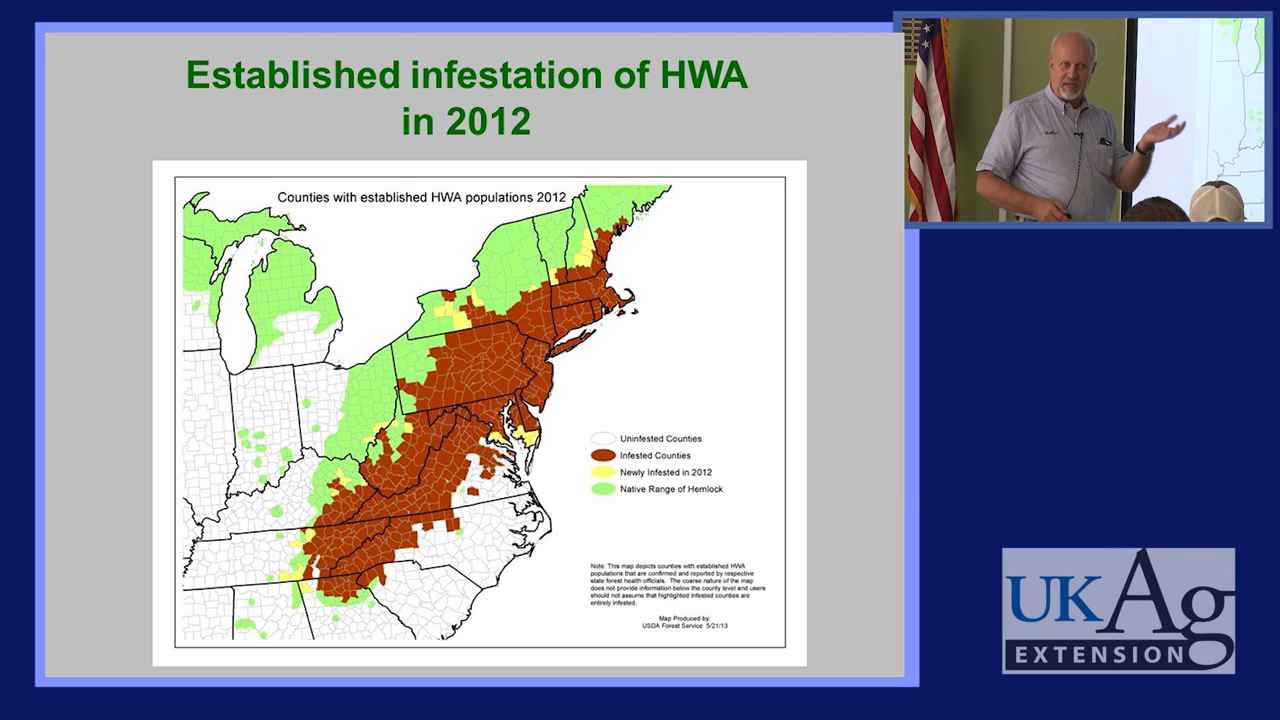 Established infestation of HWA
in 2012
Counties with established HWA populations 2012
Uninfested Counties
Infested Counties
Newly Infested in 2012
Native Range of Hemlock
Note: This map depicts counties with established HWA
populations that are confirmed and reported by respective
state forest health officials. The coarse nature of the map
does not provide information below the county level and users
should not assume that highlighted infested counties are
entirely infested.
Map Produced by:
USDA Forest Service 5/21/13
UKAg
EXTENSION